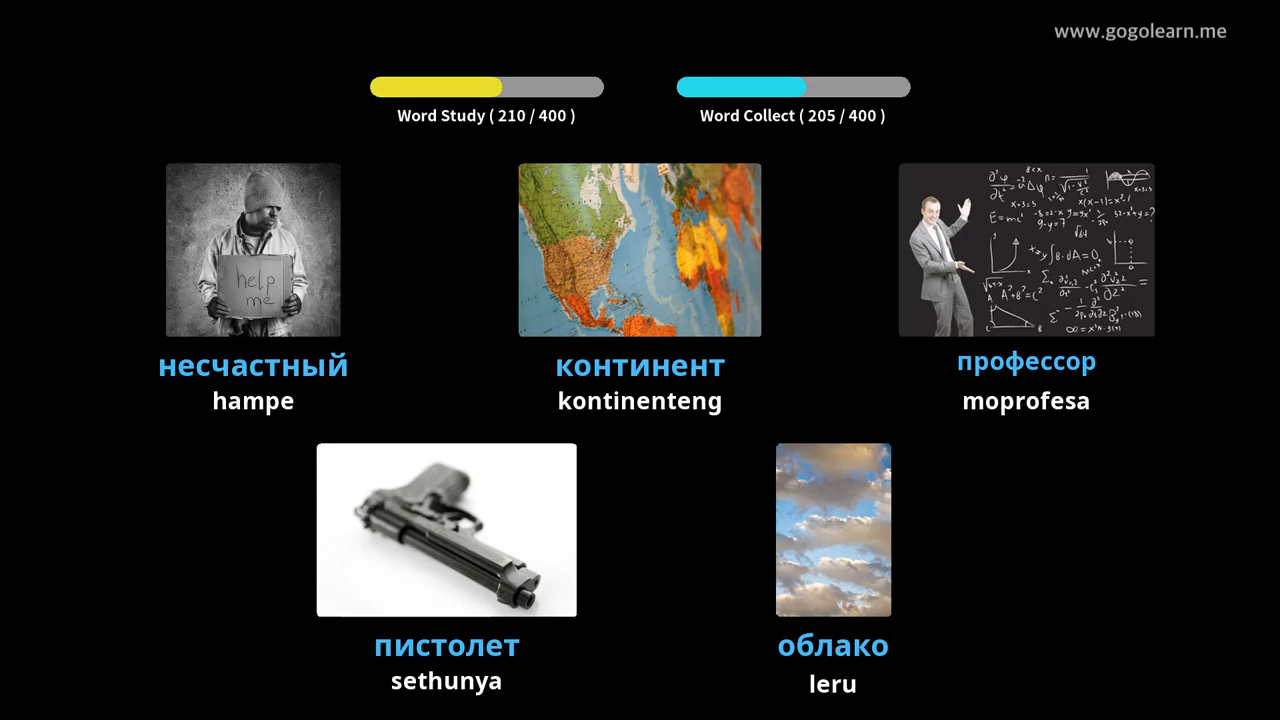 www.gogolearn.me
Word Study ( 210 / 400 )
Word Collect ( 205 / 400 )
help
me
E=mc²
несчастный
hampe
континент
kontinenteng
профессор
moprofesa
пистолет
sethunya
облако
leru